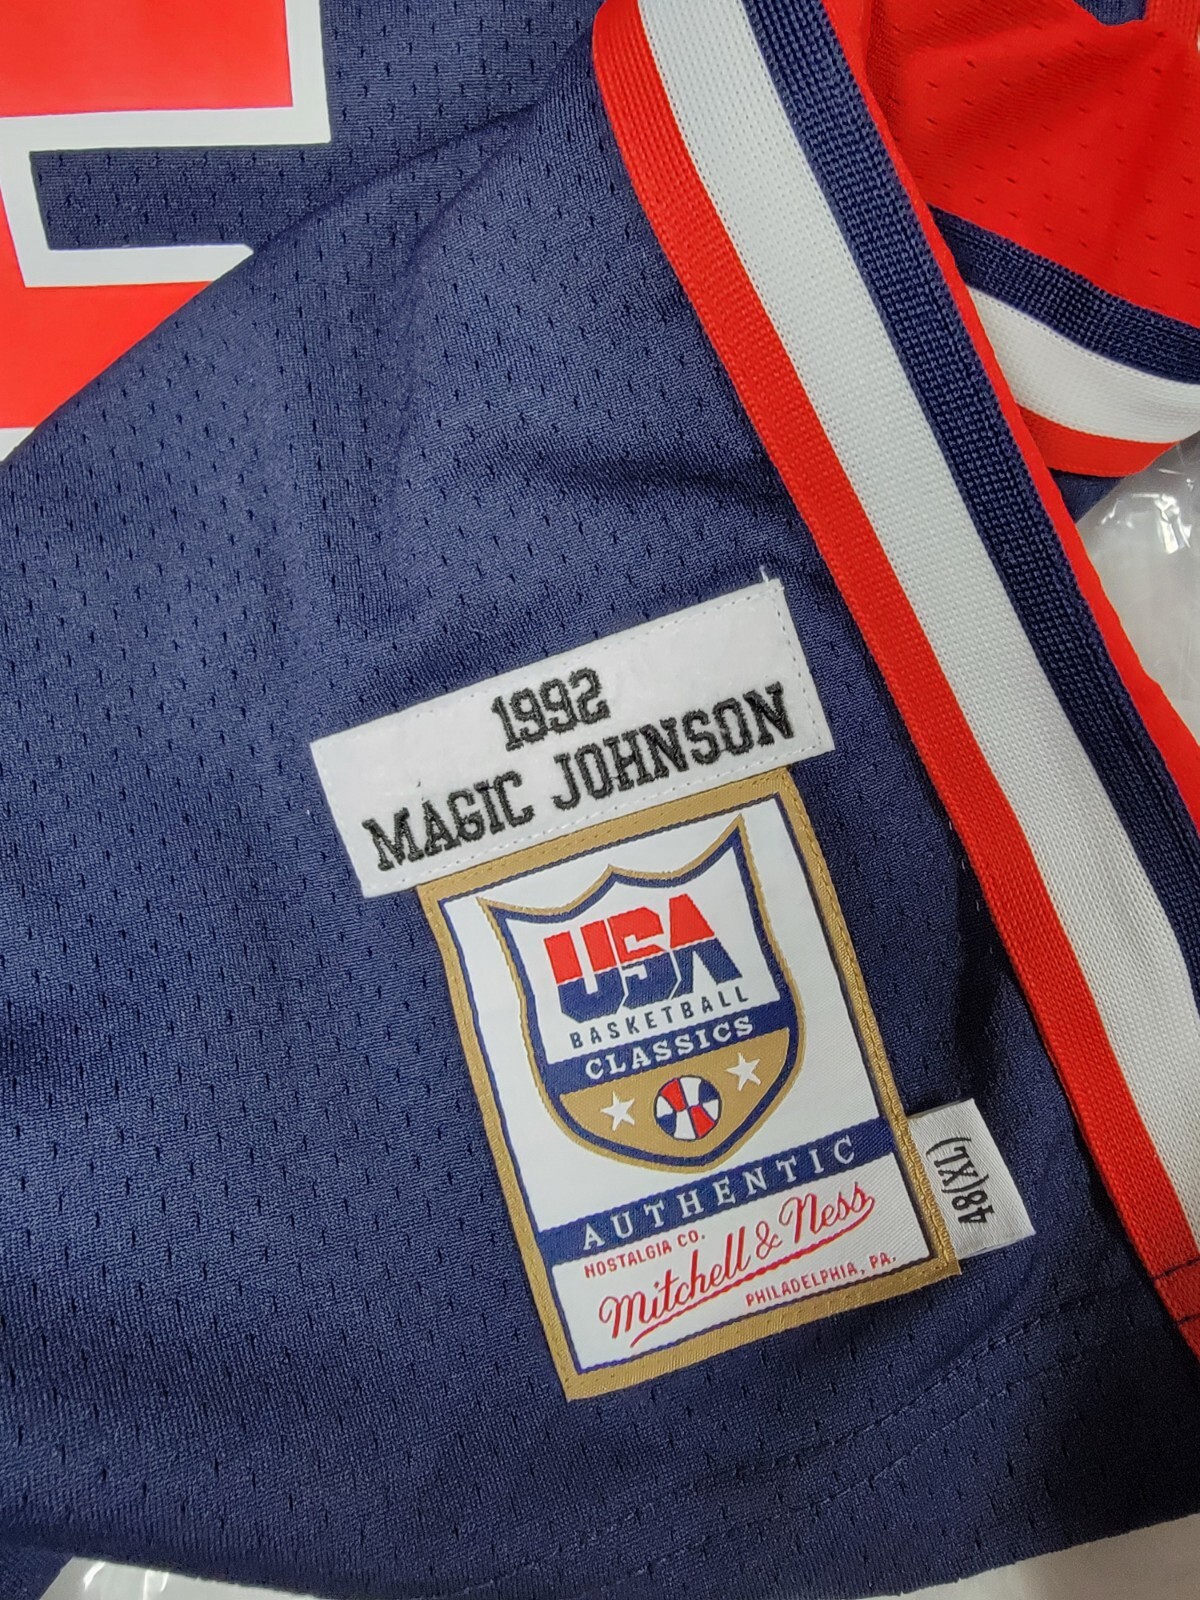 1992
MAGIC JOHNSON
USA
BASKETBALL
CLASSICS
AUTHENTIC
NOSTALGIA CO.
Mitchell & Ness
PHILADELPHIA, PA.
48(XL)